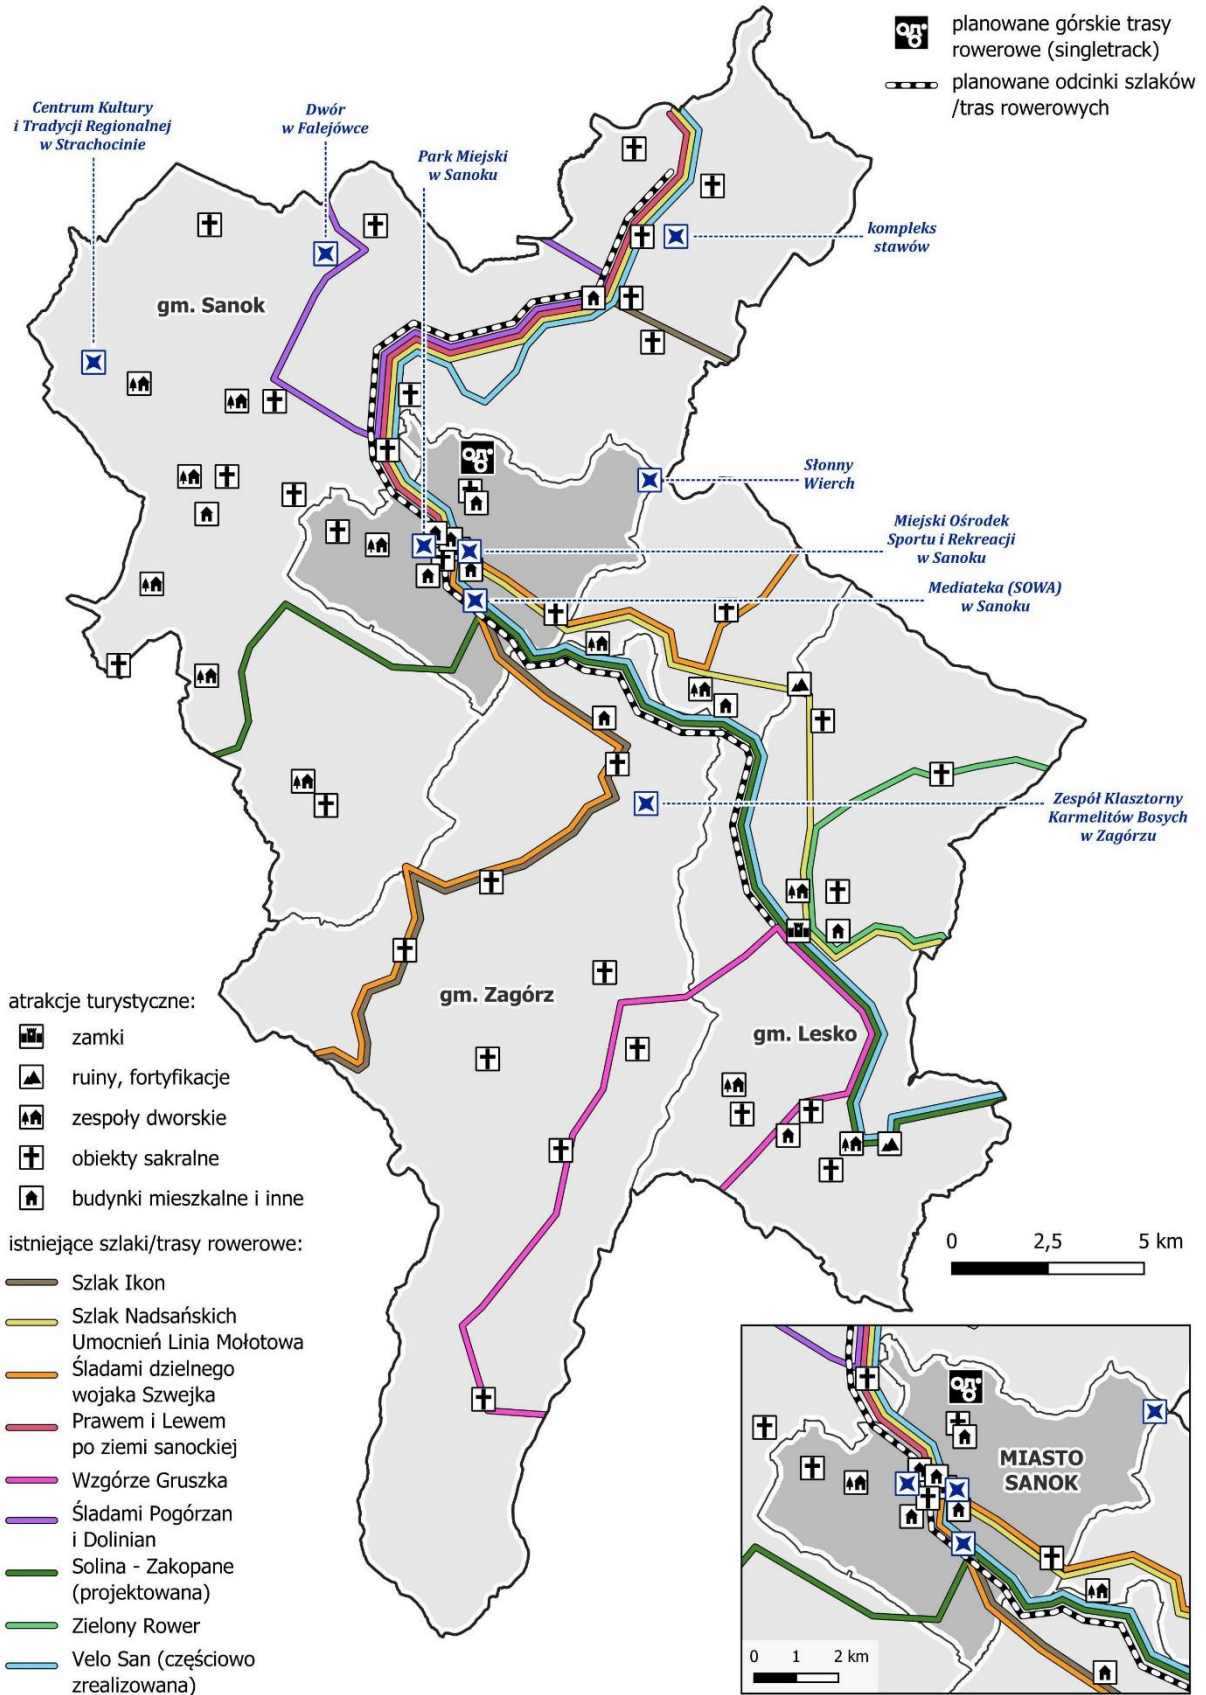 planowane górskie trasy
rowerowe (singletrack)
planowane odcinki szlaków
/tras rowerowych
Centrum Kultury
i Tradycji Regionalnej
w Strachocinie
Dwór
w Falejówce
Park Miejski
w Sanoku
kompleks
stawów
gm. Sanok
Słonny
Wierch
Miejski Ośrodek
Sportu i Rekreacji
w Sanoku
Mediateka (SOWA)
w Sanoku
Zespół Klasztorny
Karmelitów Bosych
w Zagórzu
gm. Zagórz
gm. Lesko
atrakcje turystyczne:
zamki
ruiny, fortyfikacje
zespoły dworskie
obiekty sakralne
budynki mieszkalne i inne
istniejące szlaki/trasy rowerowe:
Szlak Ikon
Szlak Nadsańskich
Umocnień Linia Mołotowa
Śladami dzielnego
wojaka Szwejka
Prawem i Lewem
po ziemi sanockiej
Wzgórze Gruszka
Śladami Pogórzan
i Dolinian
Solina - Zakopane
(projektowana)
Zielony Rower
Velo San (częściowo
zrealizowana)
0 2,5 5 km
MIASTO
SANOK
0 1 2 km